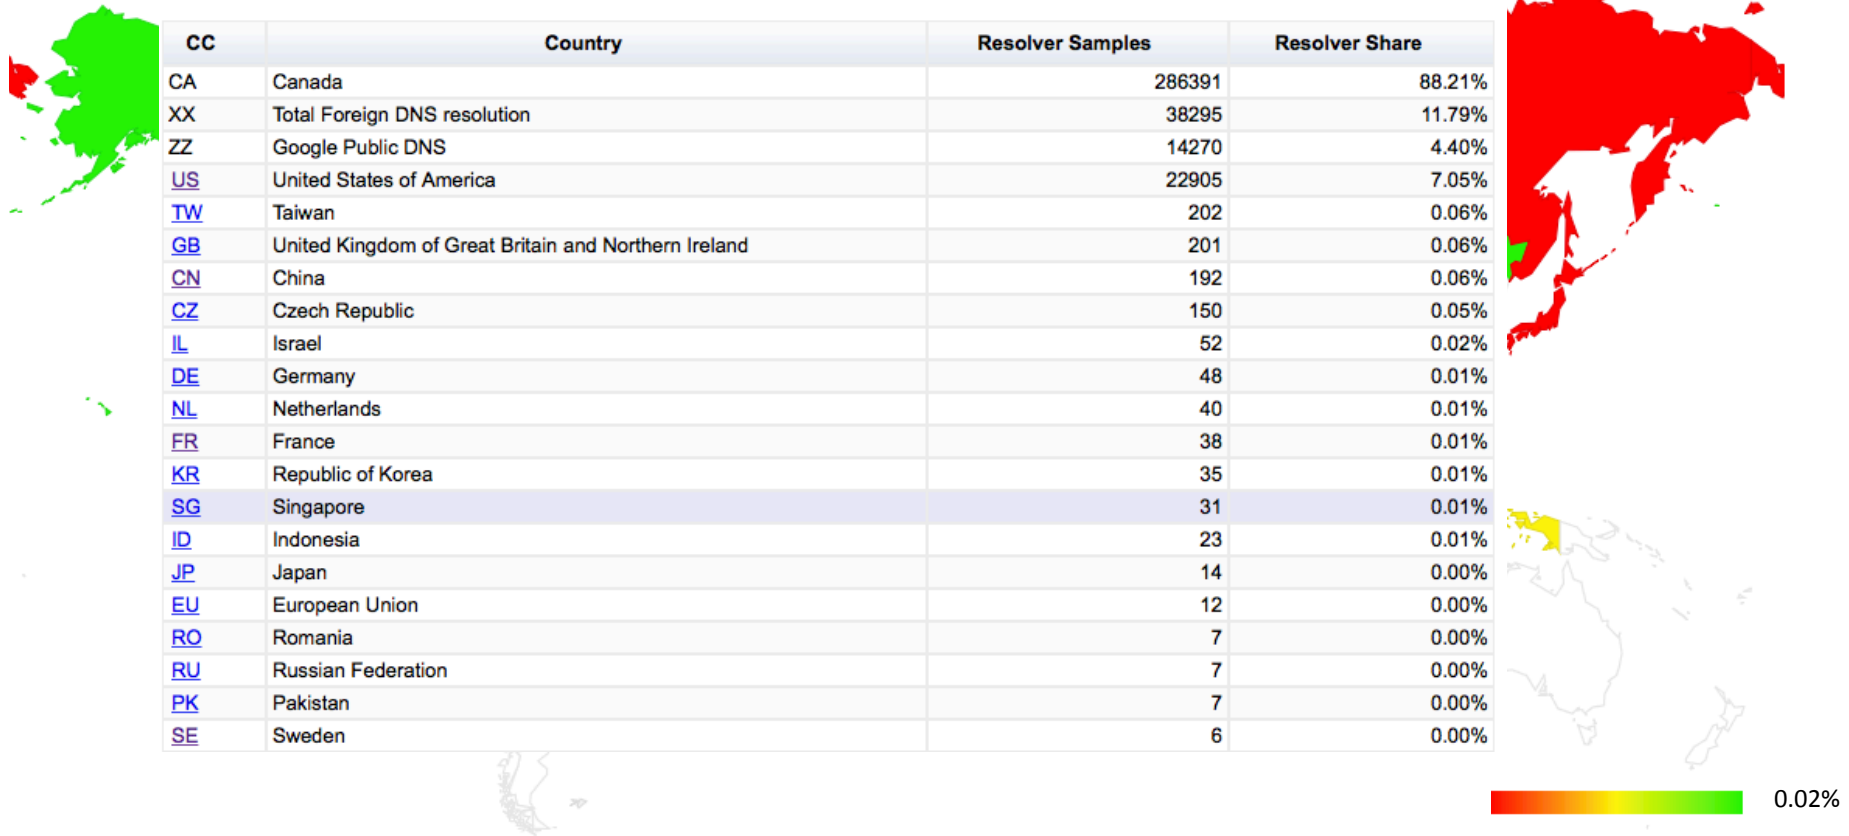 CC Country Resolver Samples Resolver Share
CA Canada 286391 88.21%
XX Total Foreign DNS resolution 38295 11.79%
ZZ Google Public DNS 14270 4.40%
US United States of America 22905 7.05%
TW Taiwan 202 0.06%
GB United Kingdom of Great Britain and Northern Ireland 201 0.06%
CN China 192 0.06%
CZ Czech Republic 150 0.05%
IL Israel 52 0.02%
DE Germany 48 0.01%
NL Netherlands 40 0.01%
FR France 38 0.01%
KR Republic of Korea 35 0.01%
SG Singapore 31 0.01%
ID Indonesia 23 0.01%
JP Japan 14 0.00%
EU European Union 12 0.00%
RO Romania 7 0.00%
RU Russian Federation 7 0.00%
PK Pakistan 7 0.00%
SE Sweden 6 0.00%
0.02%